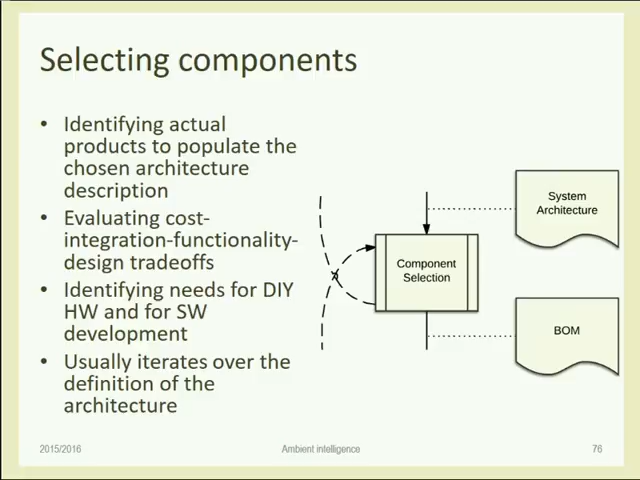 Selecting components
• Identifying actual
products to populate the
chosen architecture
description
• Evaluating cost-
integration-functionality-
design tradeoffs
• Identifying needs for DIY
HW and for SW
development
• Usually iterates over the
definition of the
architecture
System
Architecture
Component
Selection
BOM
2015/2016
Ambient intelligence
76